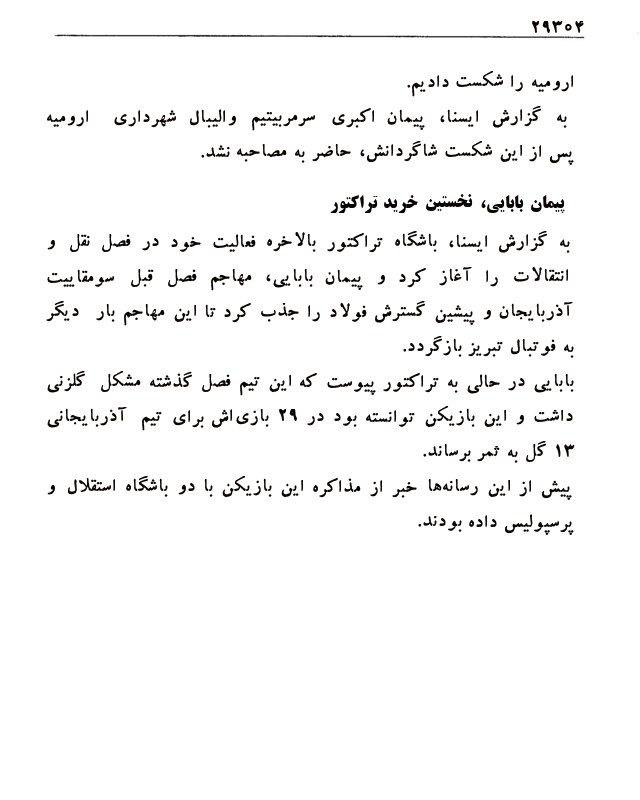 ۲۹۳۰۴
ارومیه را شکست دادیم.
به گزارش ایسنا، پیمان اکبری سرمربیتیم والیبال شهرداری ارومیه
پس از این شکست شاگردانش، حاضر به مصاحبه نشد.
پیمان بابایی، نخستین خرید تراکتور
به گزارش ایسنا، باشگاه تراکتور بالاخره فعالیت خود در فصل نقل و
انتقالات را آغاز کرد و پیمان بابایی، مهاجم فصل قبل سومقاییت
آذربایجان و پیشین گسترش فولاد را جذب کرد تا این مهاجم بار دیگر
به فوتبال تبریز بازگردد.
بابایی در حالی به تراکتور پیوست که این تیم فصل گذشته مشکل گلزنی
داشت و این بازیکن توانسته بود در ۲۹ بازی‌اش برای تیم آذربایجانی
۱۳ گل به ثمر برساند.
پیش از این رسانه‌ها خبر از مذاکره این بازیکن با دو باشگاه استقلال و
پرسپولیس داده بودند.